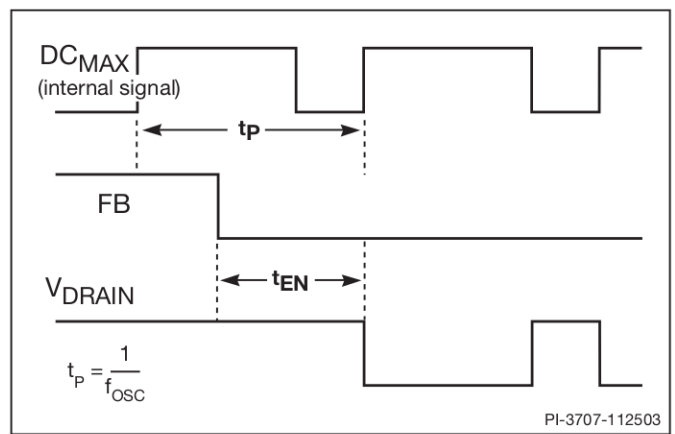 DCMAX
(internal signal)
tP
FB
tEN
VDRAIN
tP = 1/fOSC
PI-3707-112503